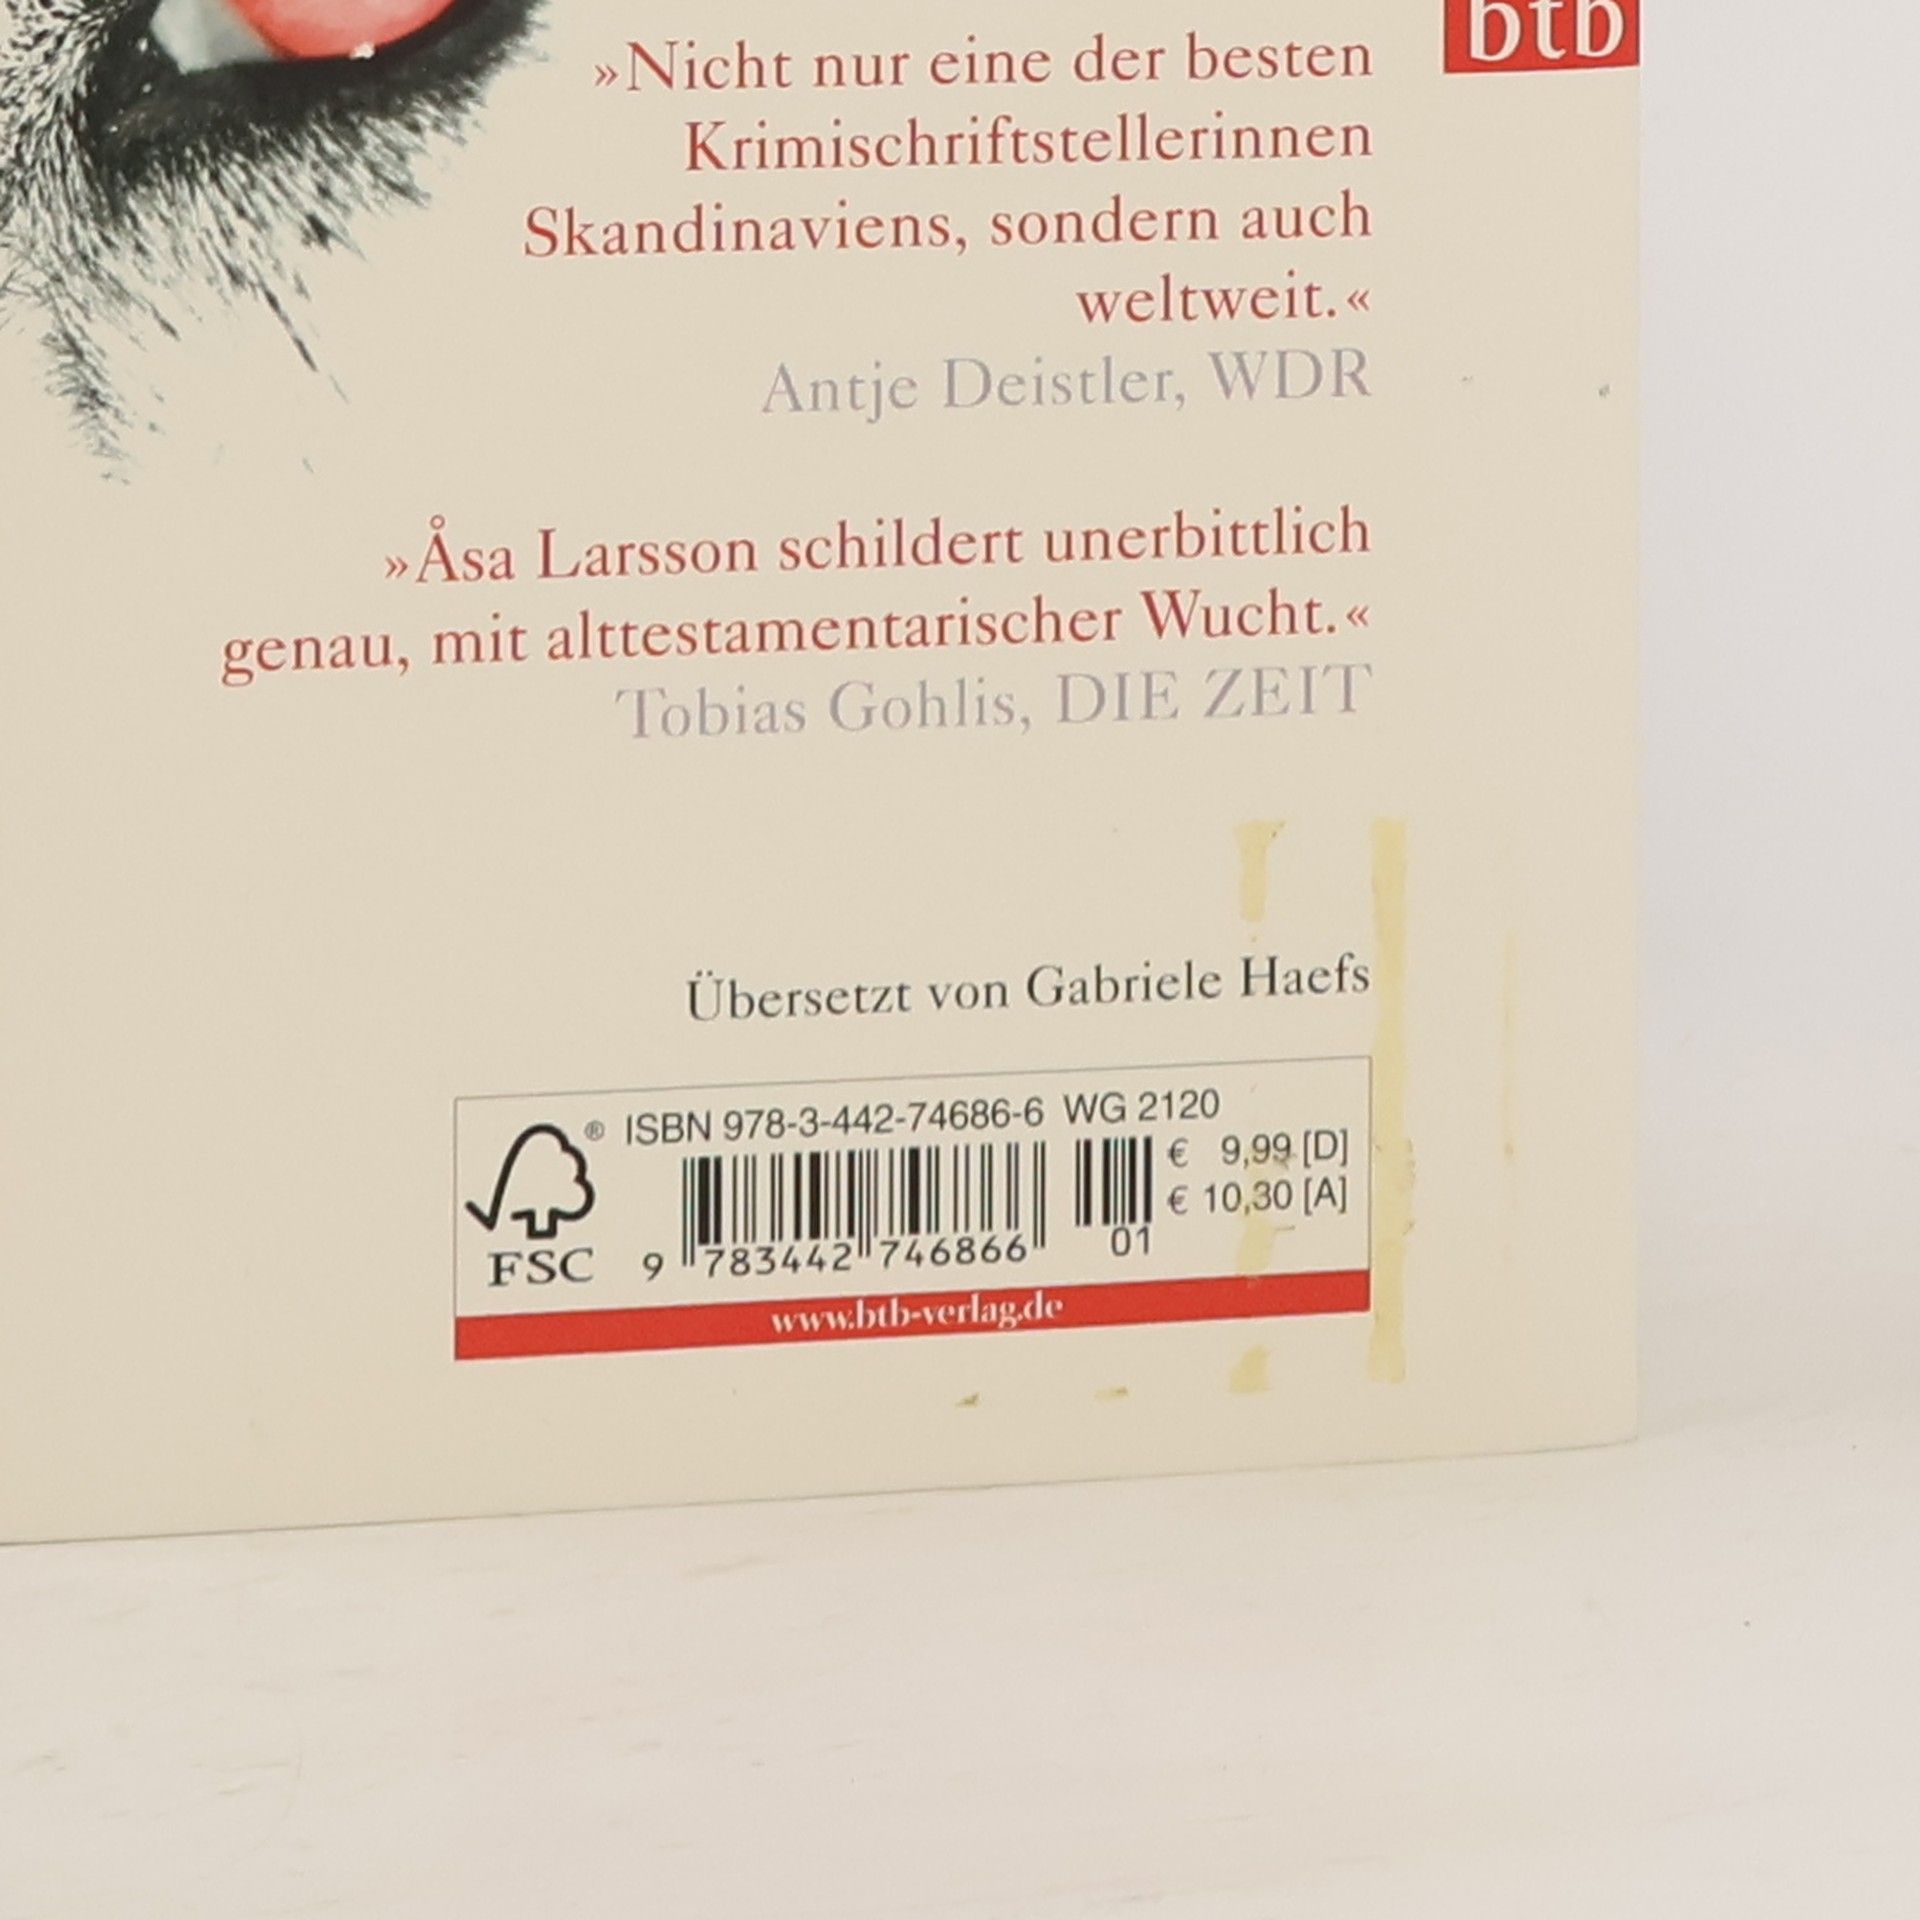 btb
»Nicht nur eine der besten
Krimischriftstellerinnen
Skandinaviens, sondern auch
weltweit.«
Antje Deistler, WDR
»Åsa Larsson schildert unerbittlich
genau, mit alttestamentarischer Wucht.«
Tobias Gohlis, DIE ZEIT
Übersetzt von Gabriele Haefs
® ISBN 978-3-442-74686-6 WG 2120
€ 9,99 [D]
€ 10,30 [A]
FSC
9 783442 746866
01
www.btb-verlag.de